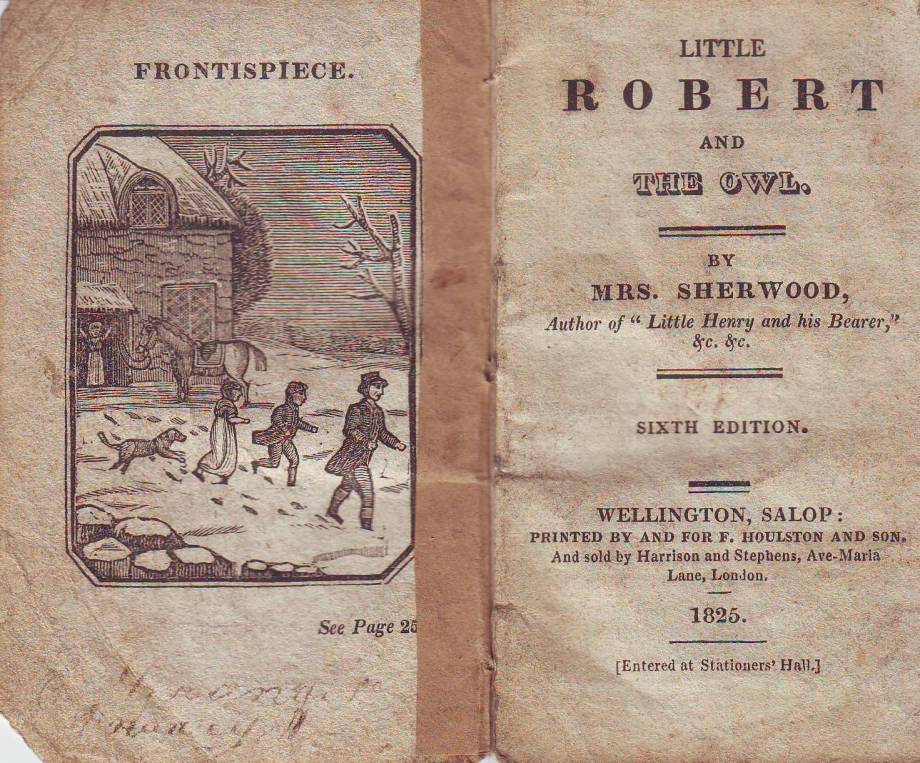 FRONTISPIECE.
See Page 25
LITTLE
ROBERT
AND
THE OWL.
BY
MRS. SHERWOOD,
Author of “ Little Henry and his Bearer,”
&c. &c.
SIXTH EDITION.
WELLINGTON, SALOP:
PRINTED BY AND FOR F. HOULSTON AND SON.
And sold by Harrison and Stephens, Ave-Maria
Lane, London.
1825.
[Entered at Stationers’ Hall.]